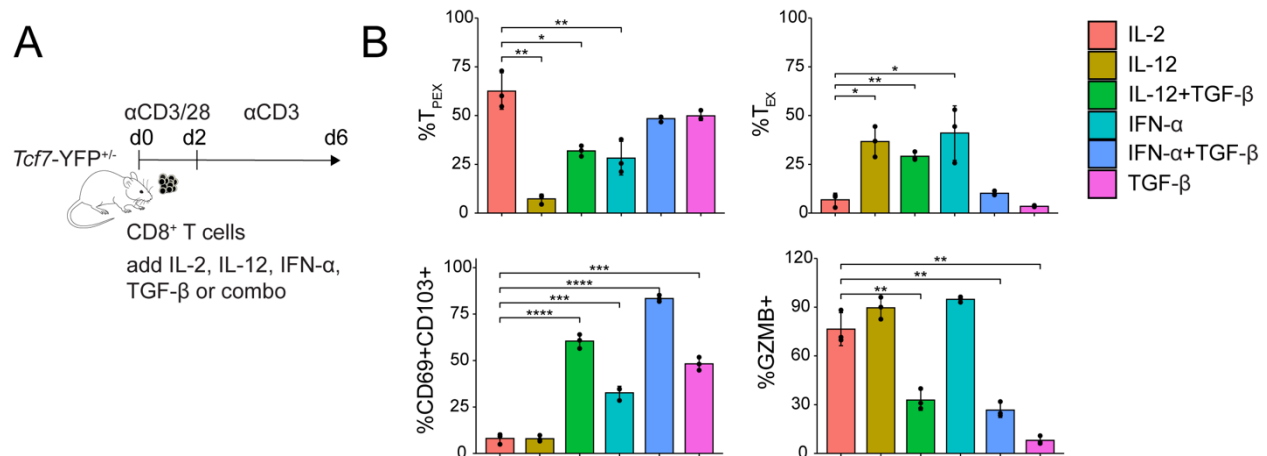 A
αCD3/28 αCD3
d0 d2 d6
Tcf7-YFP+/-
CD8+ T cells
add IL-2, IL-12, IFN-α,
TGF-β or combo
B
%TPEX
100
75
50
25
0
**
*
**
%TEX
100
75
50
25
0
*
**
*
IL-2
IL-12
IL-12+TGF-β
IFN-α
IFN-α+TGF-β
TGF-β
%CD69+CD103+
100
75
50
25
0
***
****
***
****
%GZMB+
120
90
60
30
0
**
**
**